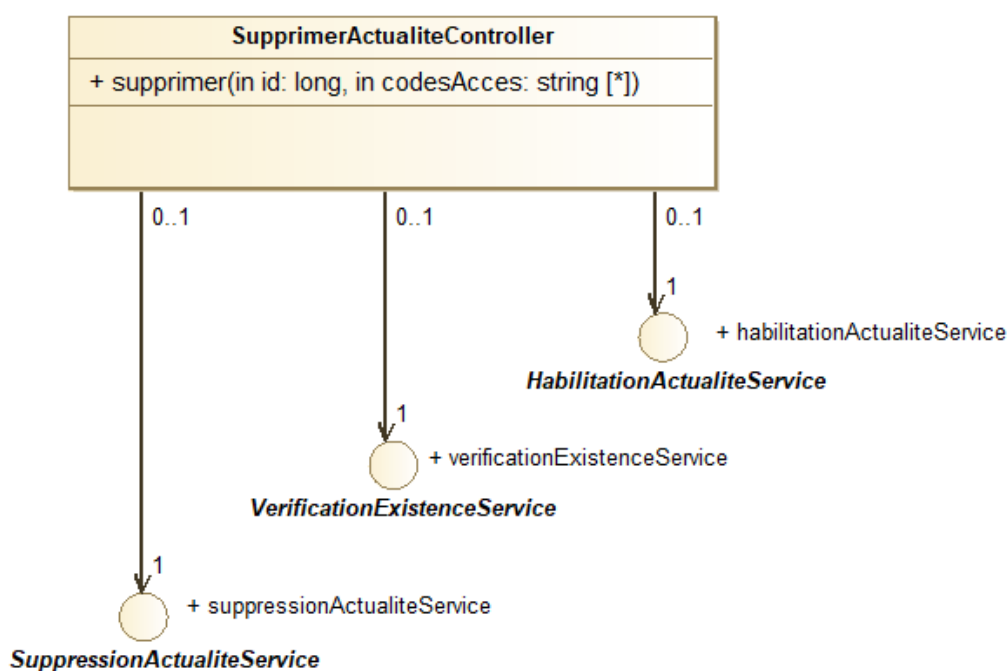 SupprimerActualiteController
+ supprimer(in id: long, in codesAcces: string [*])
0..1
0..1
0..1
1
+ habilitationActualiteService
HabilitationActualiteService
1
+ verificationExistenceService
VerificationExistenceService
1
+ suppressionActualiteService
SuppressionActualiteService